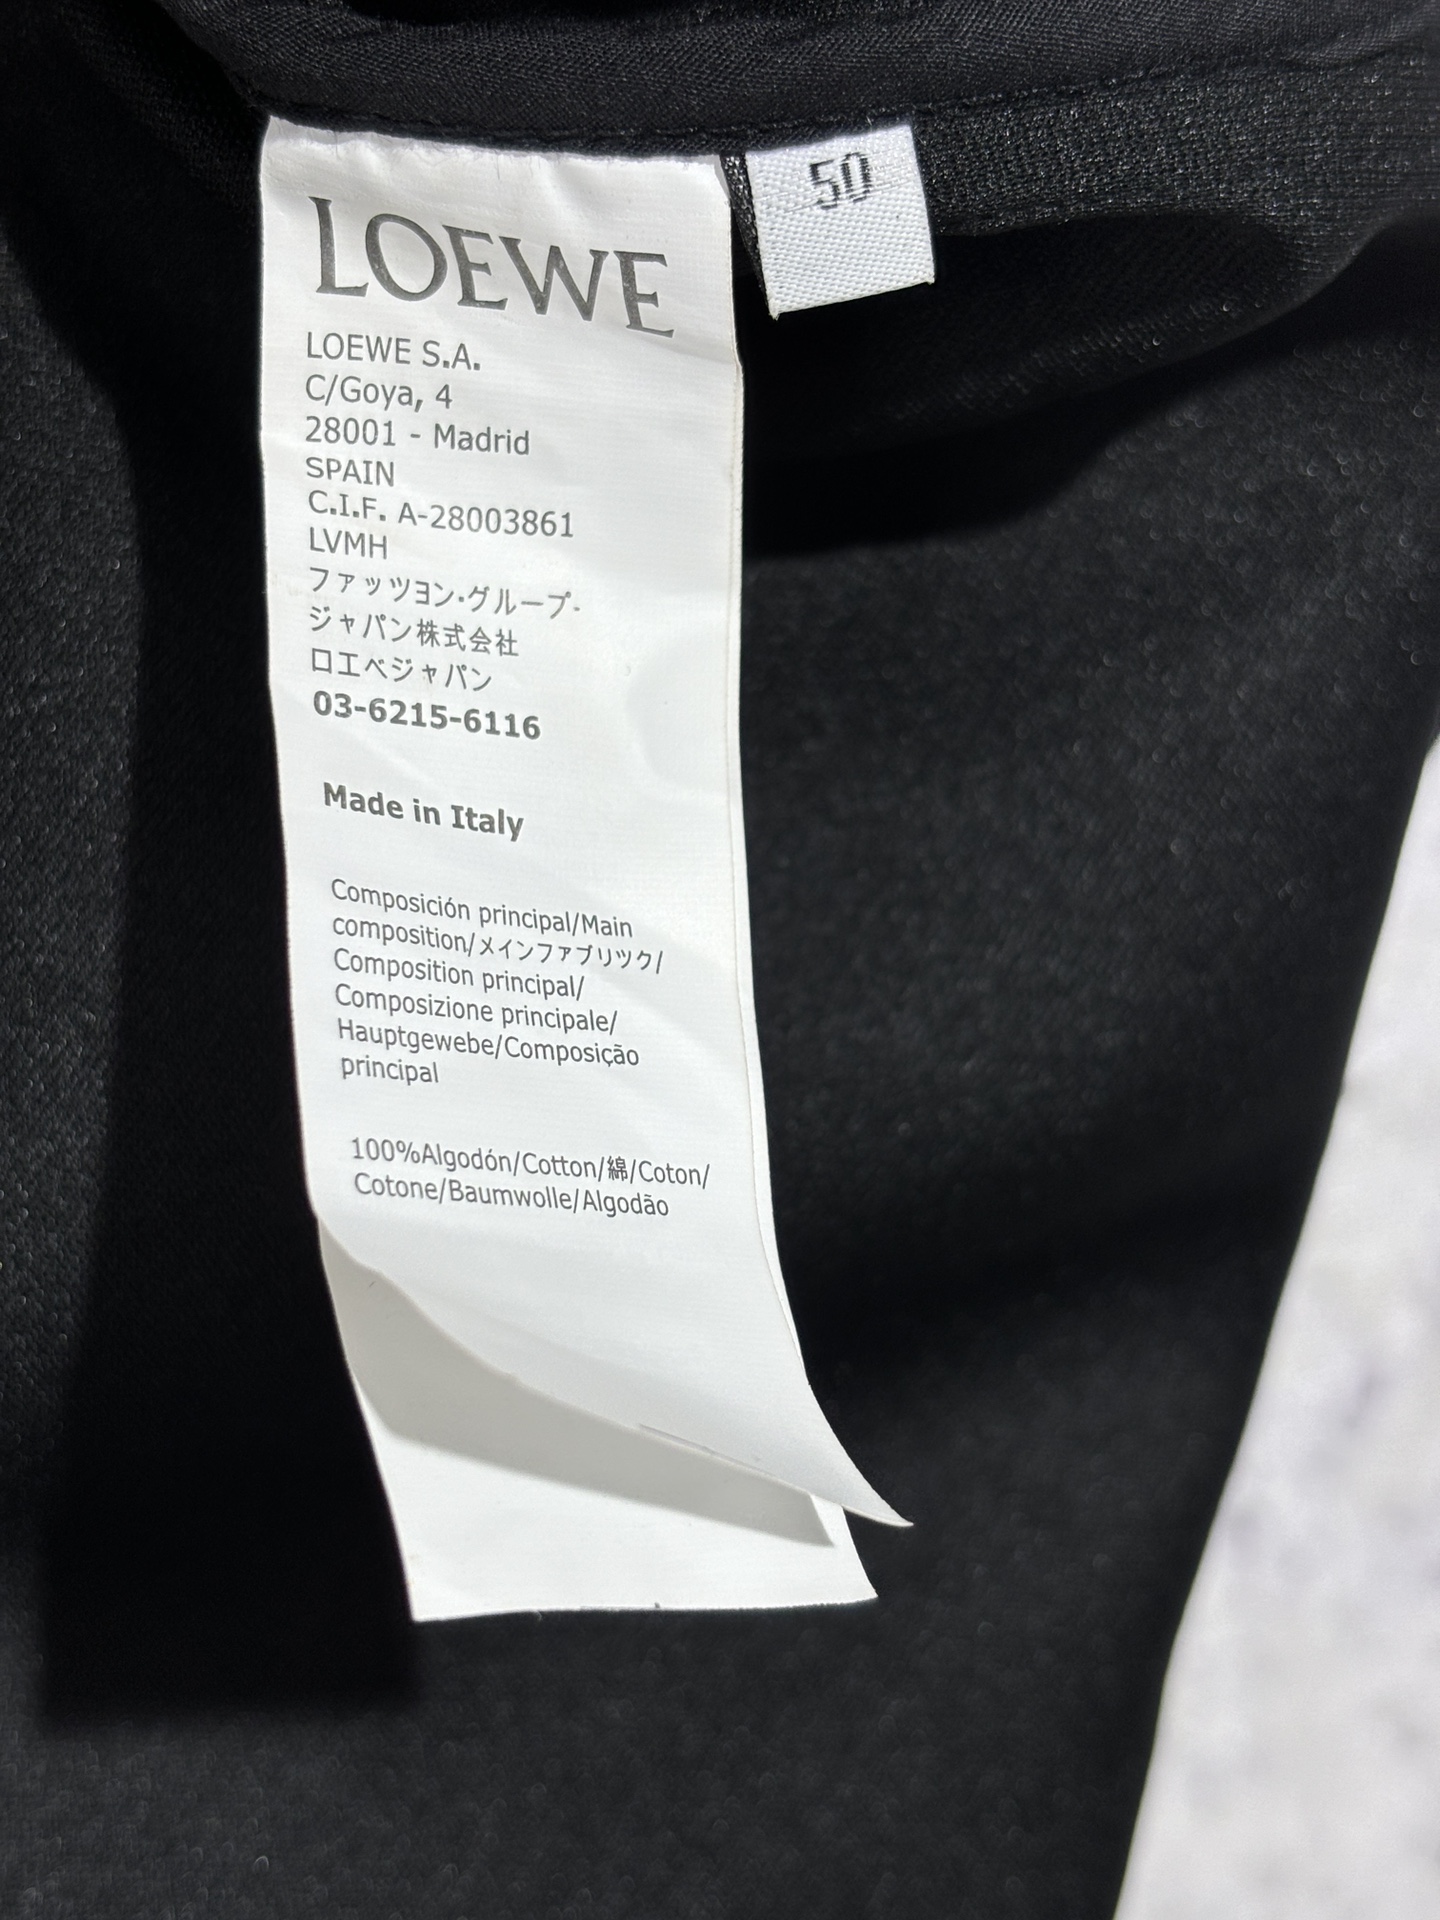 LOEWE
50
LOEWE S.A.
C/Goya, 4
28001 - Madrid
SPAIN
C.I.F. A-28003861
LVMH
ファッツヨン・グループ・
ジャパン株式会社
ロエベジャパン
03-6215-6116
Made in Italy
Composición principal/Main
composition/メインファブリツク/
Composition principal/
Composizione principale/
Hauptgewebe/Composição
principal
100%Algodón/Cotton/綿/Coton/
Cotone/Baumwolle/Algodão